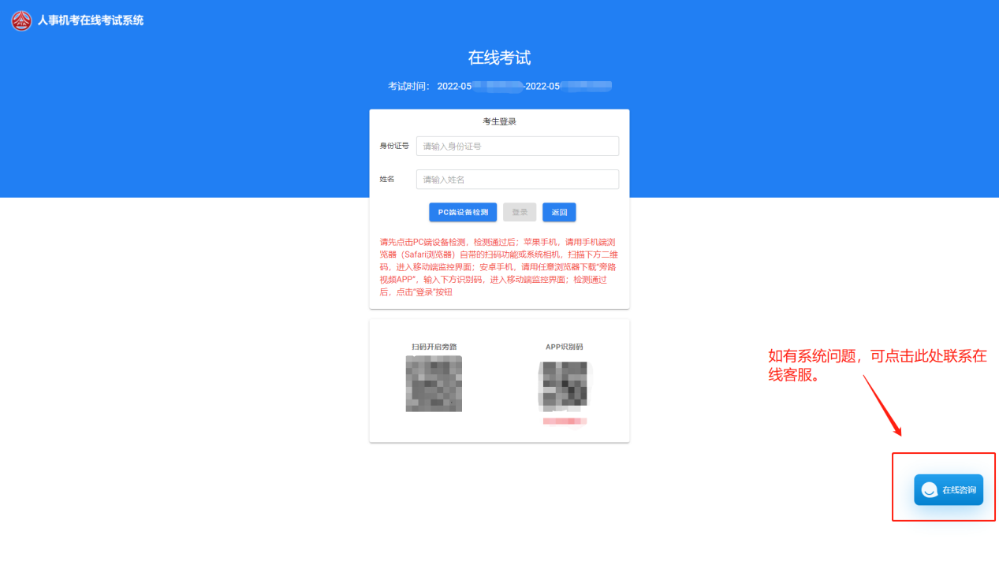 人事机考在线考试系统
在线考试
考试时间： 2022-05 -2022-05
考生登录
身份证号 请输入身份证号
姓名 请输入姓名
PC端设备检测 登录 返回
请先点击PC端设备检测，检测通过后；苹果手机，请用手机端浏
览器（Safari浏览器）自带的扫码功能或系统相机，扫描下方二维
码，进入移动端监控界面；安卓手机，请用任意浏览器下载“旁路
视频APP”，输入下方识别码，进入移动端监控界面；检测通过
后，点击“登录”按钮
扫码开启旁路 APP识别码
如有系统问题，可点击此处联系在
线客服。
在线咨询